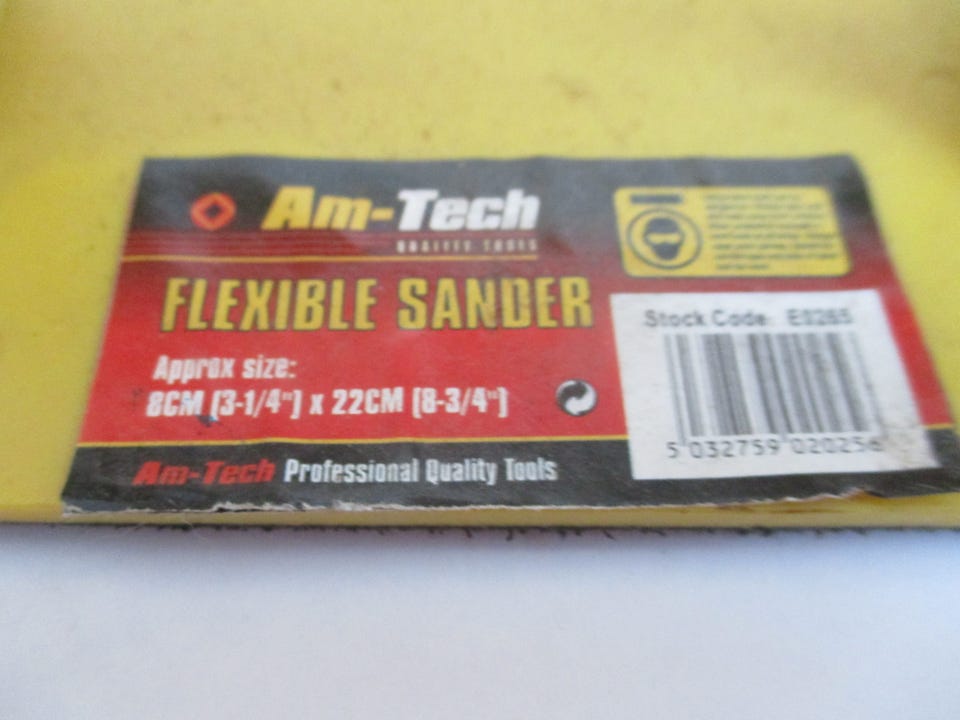 Am-Tech
QUALITY TOOLS
FLEXIBLE SANDER
Approx size:
8CM (3-1/4") x 22CM (8-3/4")
Am-Tech Professional Quality Tools
Stock Code: E0265
5 032759 020256